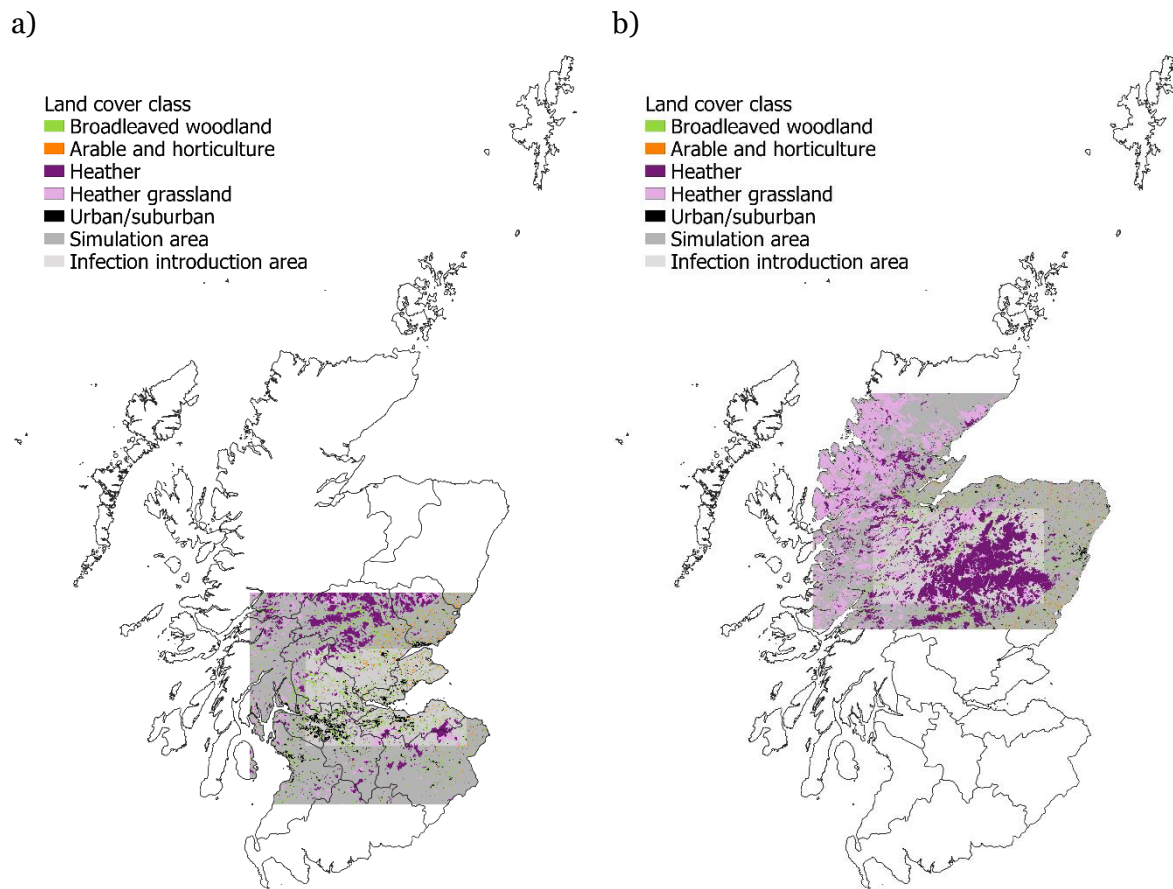 a)
Land cover class
Broadleaved woodland
Arable and horticulture
Heather
Heather grassland
Urban/suburban
Simulation area
Infection introduction area
b)
Land cover class
Broadleaved woodland
Arable and horticulture
Heather
Heather grassland
Urban/suburban
Simulation area
Infection introduction area